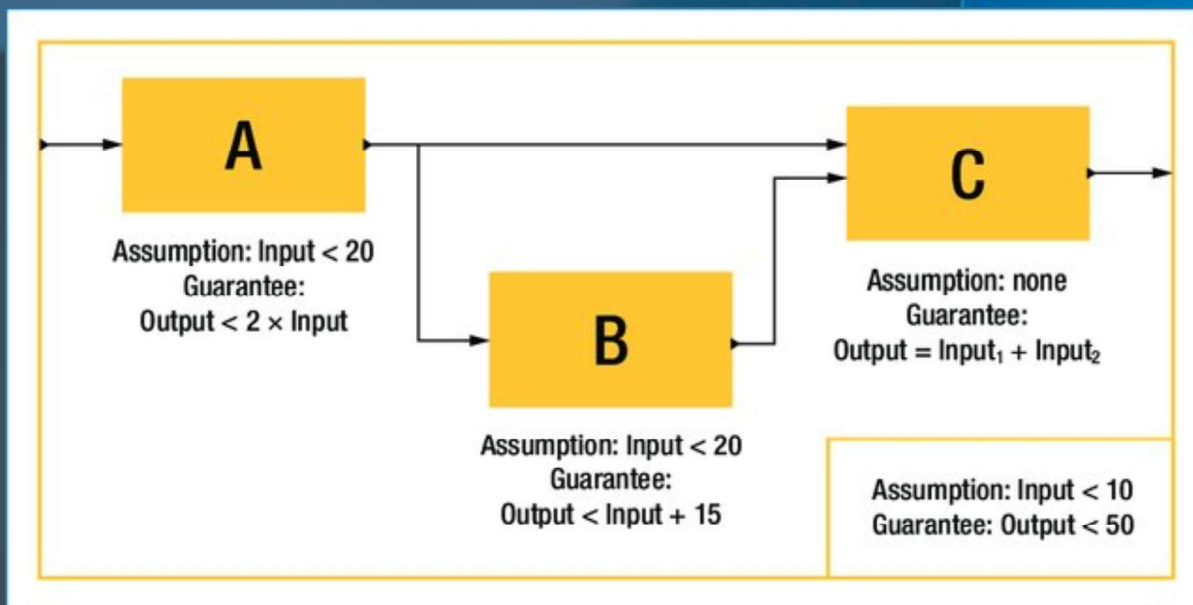 A
Assumption: Input < 20
Guarantee:
Output < 2 × Input
B
Assumption: Input < 20
Guarantee:
Output < Input + 15
C
Assumption: none
Guarantee:
Output = Input₁ + Input₂
Assumption: Input < 10
Guarantee: Output < 50